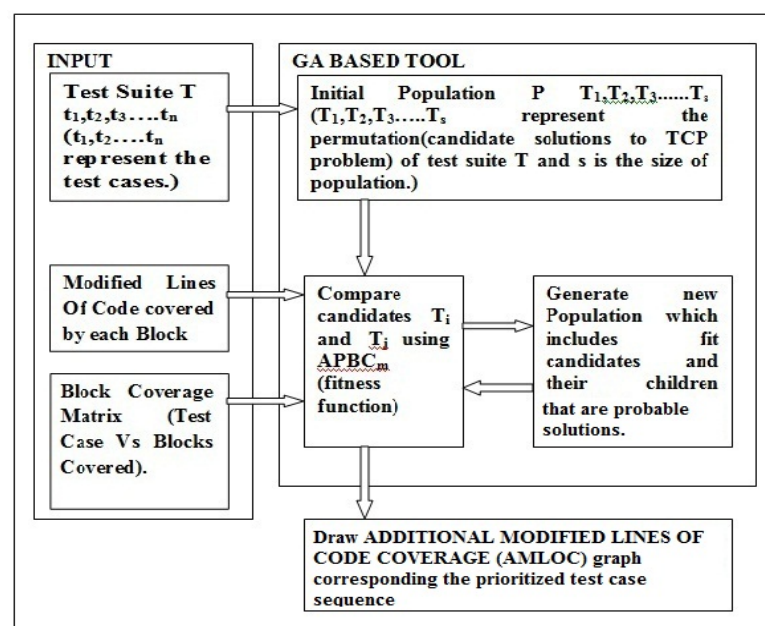 INPUT
Test Suite T
t₁,t₂,t₃....tₙ
(t₁,t₂....tₙ
represent the
test cases.)
Modified Lines
Of Code covered
by each Block
Block Coverage
Matrix (Test
Case Vs Blocks
Covered).
GA BASED TOOL
Initial Population P T₁,T₂,T₃......Tₛ
(T₁,T₂,T₃…..Tₛ represent the
permutation(candidate solutions to TCP
problem) of test suite T and s is the size of
population.)
Compare
candidates Tᵢ
and Tⱼ using
APBCₘ
(fitness
function)
Generate new
Population which
includes fit
candidates and
their children
that are probable
solutions.
Draw ADDITIONAL MODIFIED LINES OF
CODE COVERAGE (AMLOC) graph
corresponding the prioritized test case
sequence